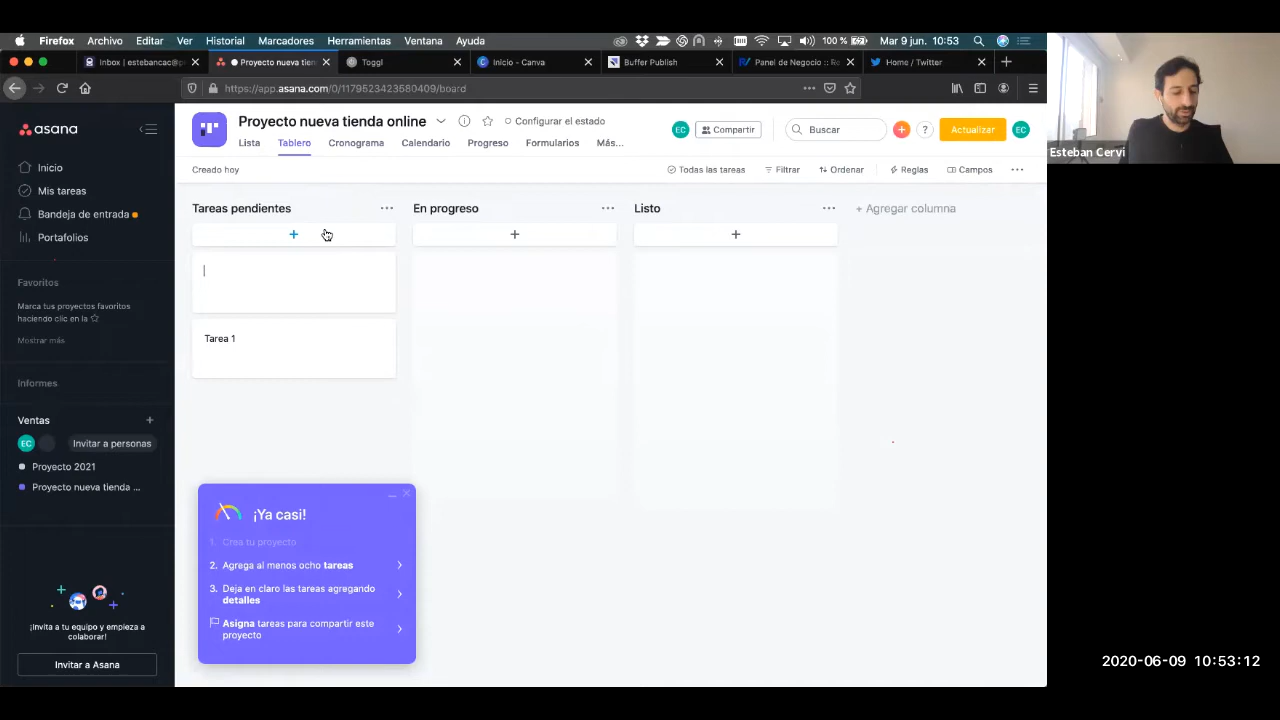 Firefox Archivo Editar Ver Historial Marcadores Herramientas Ventana Ayuda
100 % Mar 9 jun. 10:53
Inbox | estebancac@g
Proyecto nueva tien
Toggl
Inicio - Canva
Buffer Publish
Panel de Negocio :: Re
Home / Twitter
https://app.asana.com/0/1179523423680409/board
asana
Inicio
Mis tareas
Bandeja de entrada
Portafolios
Favoritos
Marca tus proyectos favoritos
haciendo clic en la
Mostrar más
Informes
Ventas
EC Invitar a personas
Proyecto 2021
Proyecto nueva tienda ...
¡Invita a tu equipo y empieza a
colaborar!
Invitar a Asana
Proyecto nueva tienda online
Configurar el estado
Lista Tablero Cronograma Calendario Progreso Formularios Más...
EC Compartir Buscar ? Actualizar EC
Creado hoy
Todas las tareas Filtrar Ordenar Reglas Campos
Tareas pendientes
En progreso
Listo
+ Agregar columna
Tarea 1
¡Ya casi!
1. Crea tu proyecto
2. Agrega al menos ocho tareas
3. Deja en claro las tareas agregando
detalles
Asigna tareas para compartir este
proyecto
Esteban Cervi
2020-06-09 10:53:12